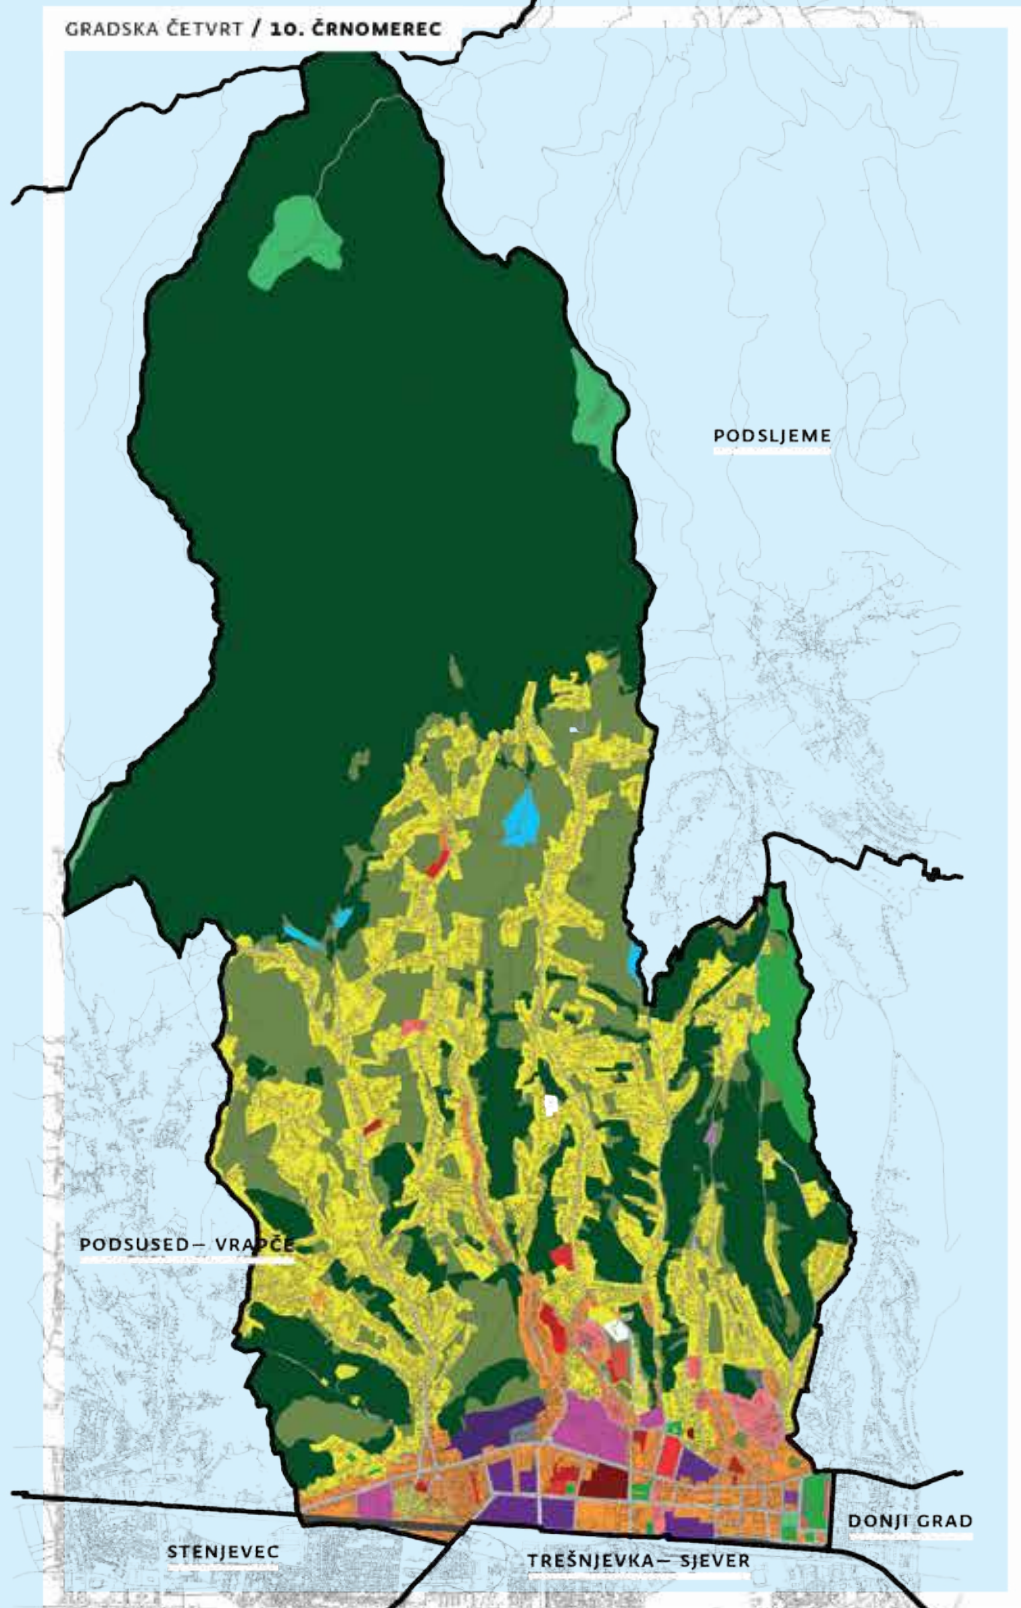 GRADSKA ČETVRT / 10. ČRNOMEREC
PODSLJEME
PODSUSED — VRAPČE
DONJI GRAD
STENJEVEC
TREŠNJEVKA — SJEVER